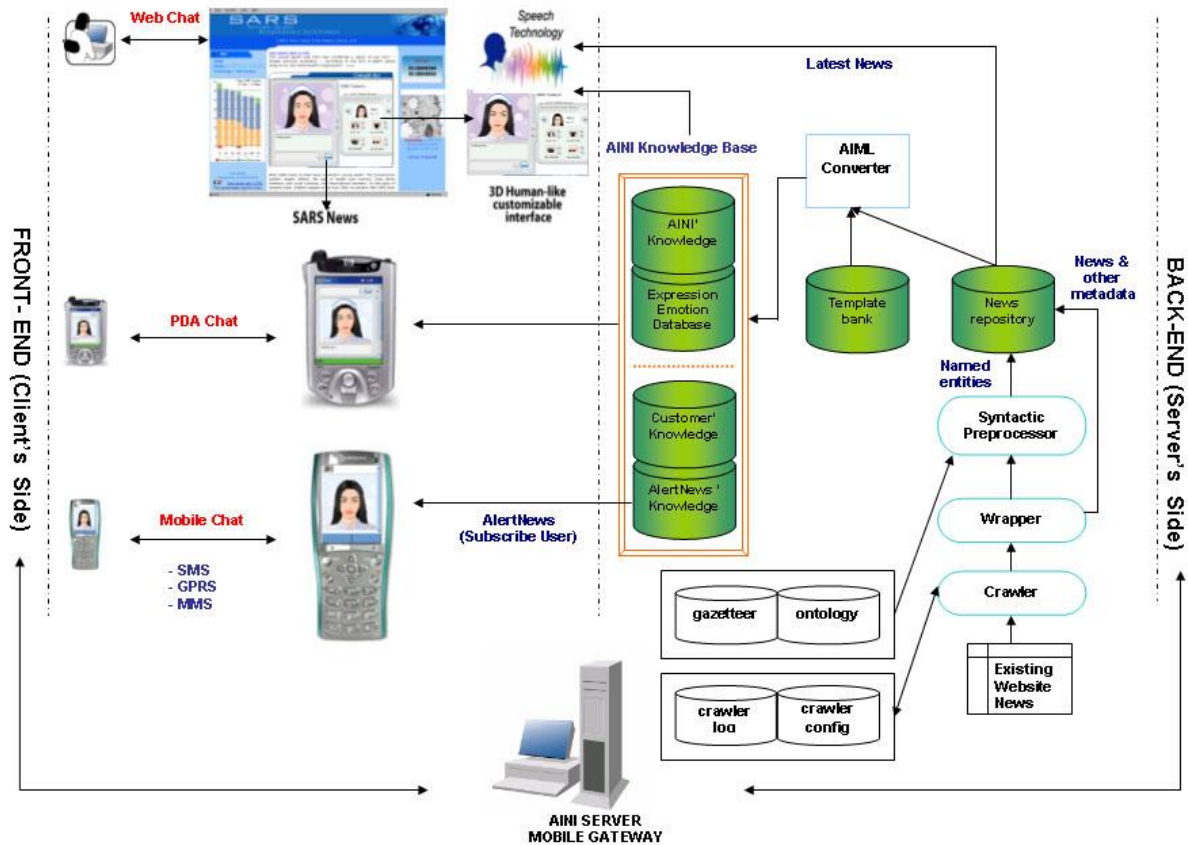 Web Chat
SARS
Speech
Technology
Latest News
AINI Knowledge Base
AIML
Converter
3D Human-like
customizable
interface
SARS News
AINI'
Knowledge
Expression
Emotion
Database
Template
bank
News
repository
News &
other
metadata
FRONT- END (Client's Side)
BACK-END (Server's Side)
PDA Chat
Named
entities
Customer'
Knowledge
Syntactic
Preprocessor
AlertNews '
Knowledge
Mobile Chat
AlertNews
(Subscribe User)
Wrapper
- SMS
- GPRS
- MMS
Crawler
gazetteer
ontology
Existing
Website
News
crawler
log
crawler
config
AINI SERVER
MOBILE GATEWAY